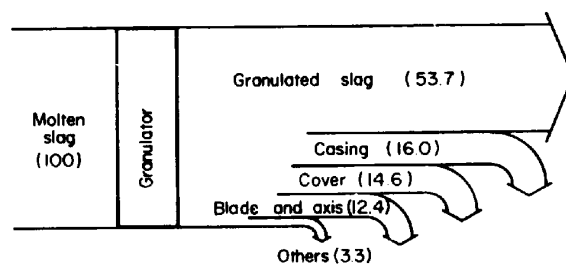 Molten
slag
(100)
Granulator
Granulated slag (53.7)
Casing (16.0)
Cover (14.6)
Blade and axis (12.4)
Others (3.3)